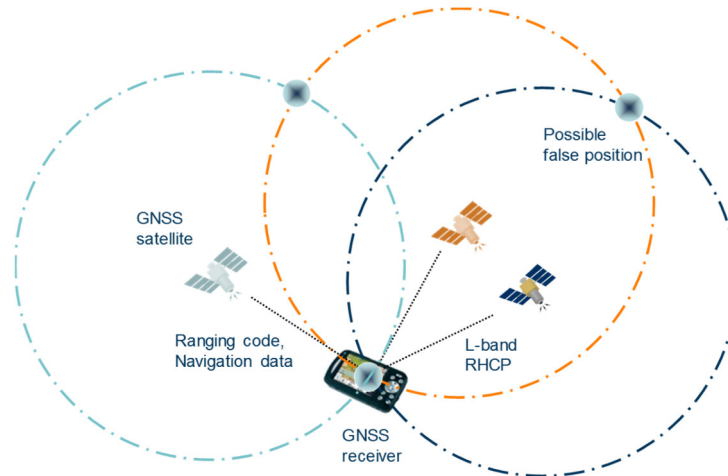 Possible
false position
GNSS
satellite
Ranging code,
Navigation data
L-band
RHCP
GNSS
receiver